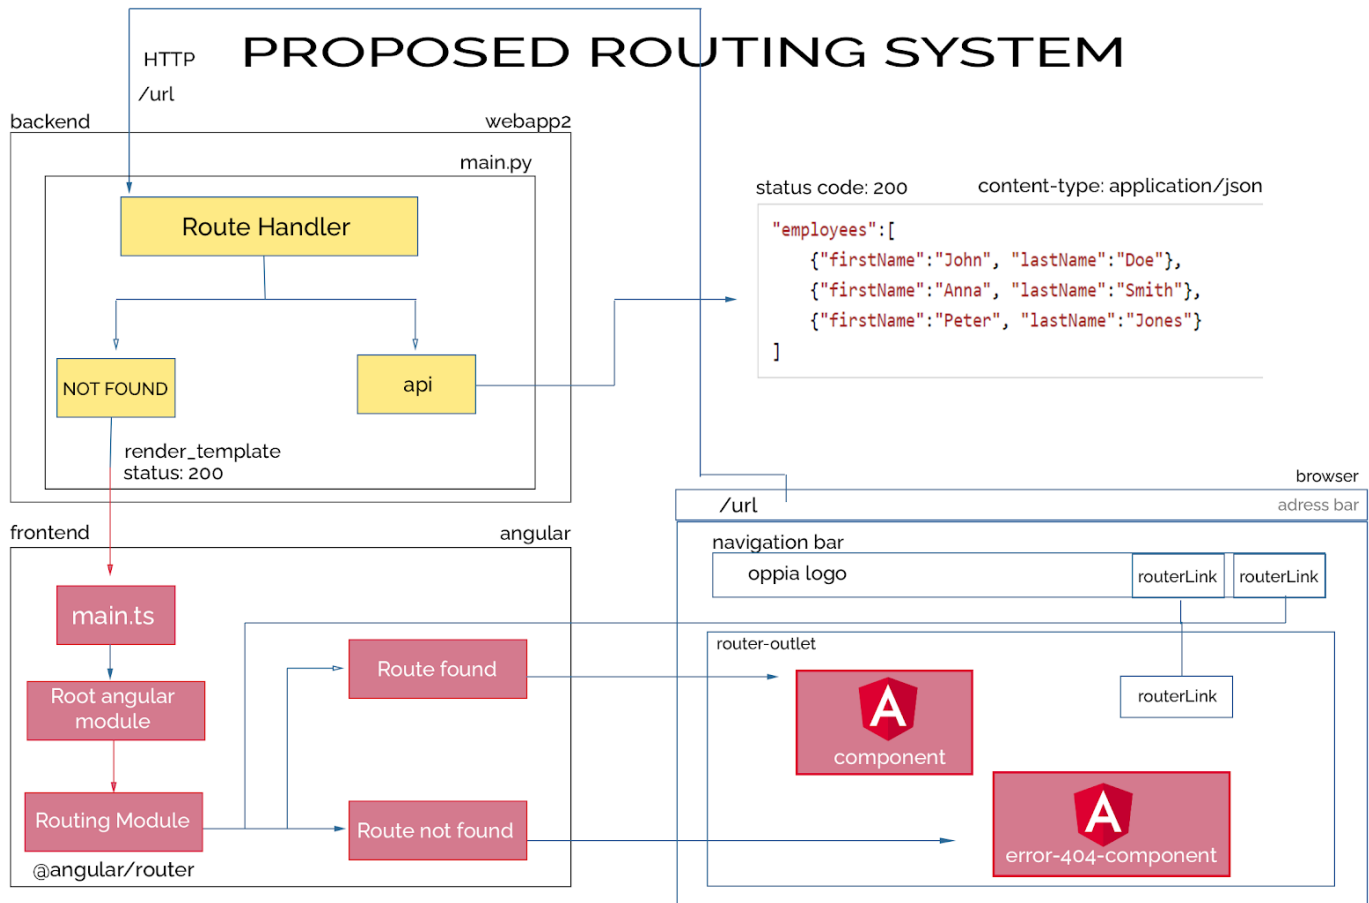 PROPOSED ROUTING SYSTEM
HTTP
/url
backend
webapp2
main.py
Route Handler
NOT FOUND
api
render_template
status: 200
status code: 200
content-type: application/json
"employees":[
{"firstName":"John", "lastName":"Doe"},
{"firstName":"Anna", "lastName":"Smith"},
{"firstName":"Peter", "lastName":"Jones"}
]
frontend
angular
main.ts
Root angular
module
Routing Module
@angular/router
Route found
Route not found
browser
/url
adress bar
navigation bar
oppia logo
routerLink
routerLink
router-outlet
routerLink
A
component
A
error-404-component